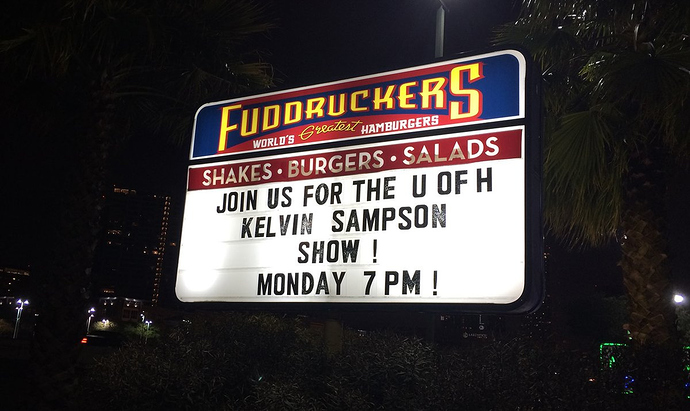 FUDDRUCKERS
WORLD'S Greatest HAMBURGERS
SHAKES • BURGERS • SALADS
JOIN US FOR THE U OF H
KELVIN SAMPSON
SHOW !
MONDAY 7 PM !